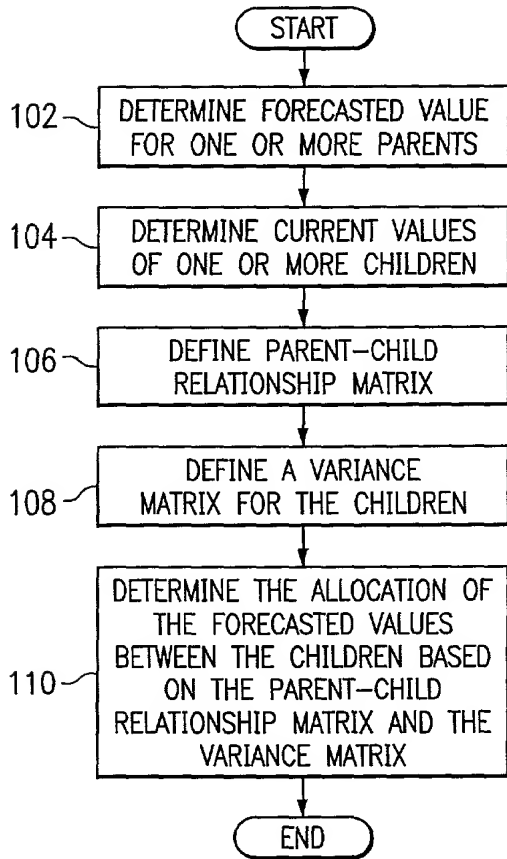 START
102
DETERMINE FORECASTED VALUE
FOR ONE OR MORE PARENTS
104
DETERMINE CURRENT VALUES
OF ONE OR MORE CHILDREN
106
DEFINE PARENT-CHILD
RELATIONSHIP MATRIX
108
DEFINE A VARIANCE
MATRIX FOR THE CHILDREN
110
DETERMINE THE ALLOCATION OF
THE FORECASTED VALUES
BETWEEN THE CHILDREN BASED
ON THE PARENT-CHILD
RELATIONSHIP MATRIX AND THE
VARIANCE MATRIX
END